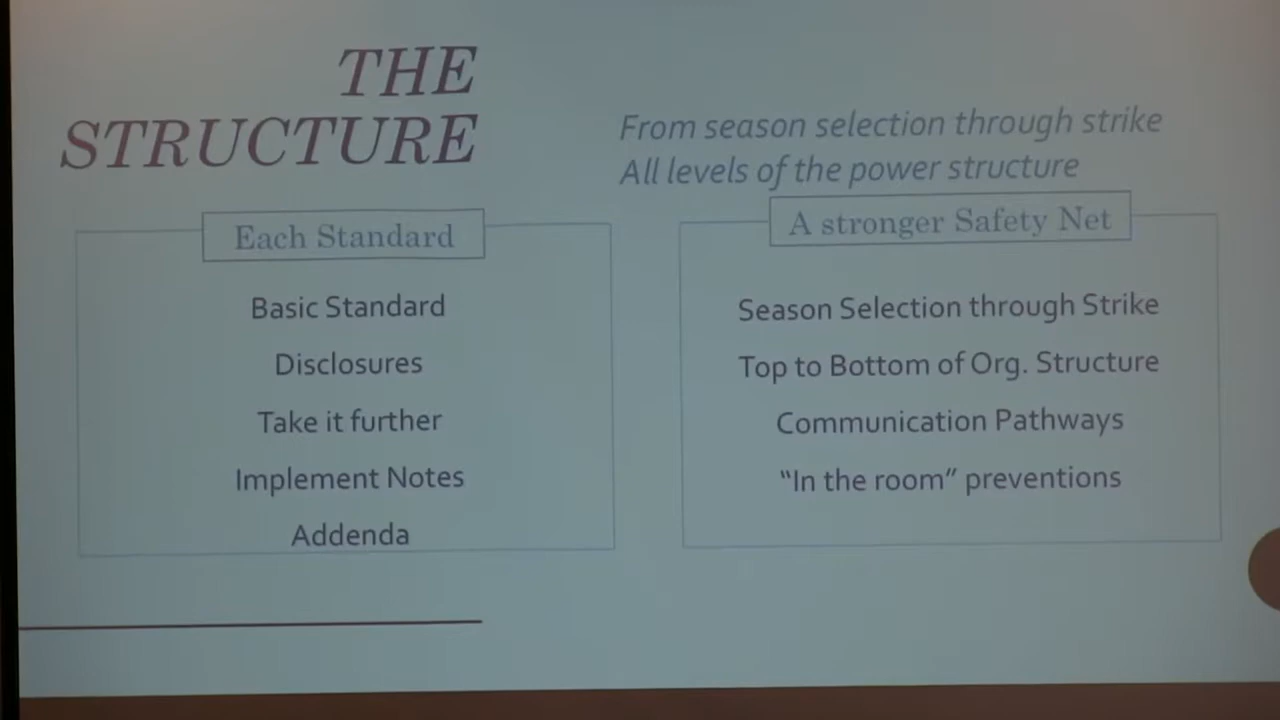 THE
STRUCTURE
From season selection through strike
All levels of the power structure
Each Standard
Basic Standard
Disclosures
Take it further
Implement Notes
Addenda
A stronger Safety Net
Season Selection through Strike
Top to Bottom of Org. Structure
Communication Pathways
“In the room” preventions